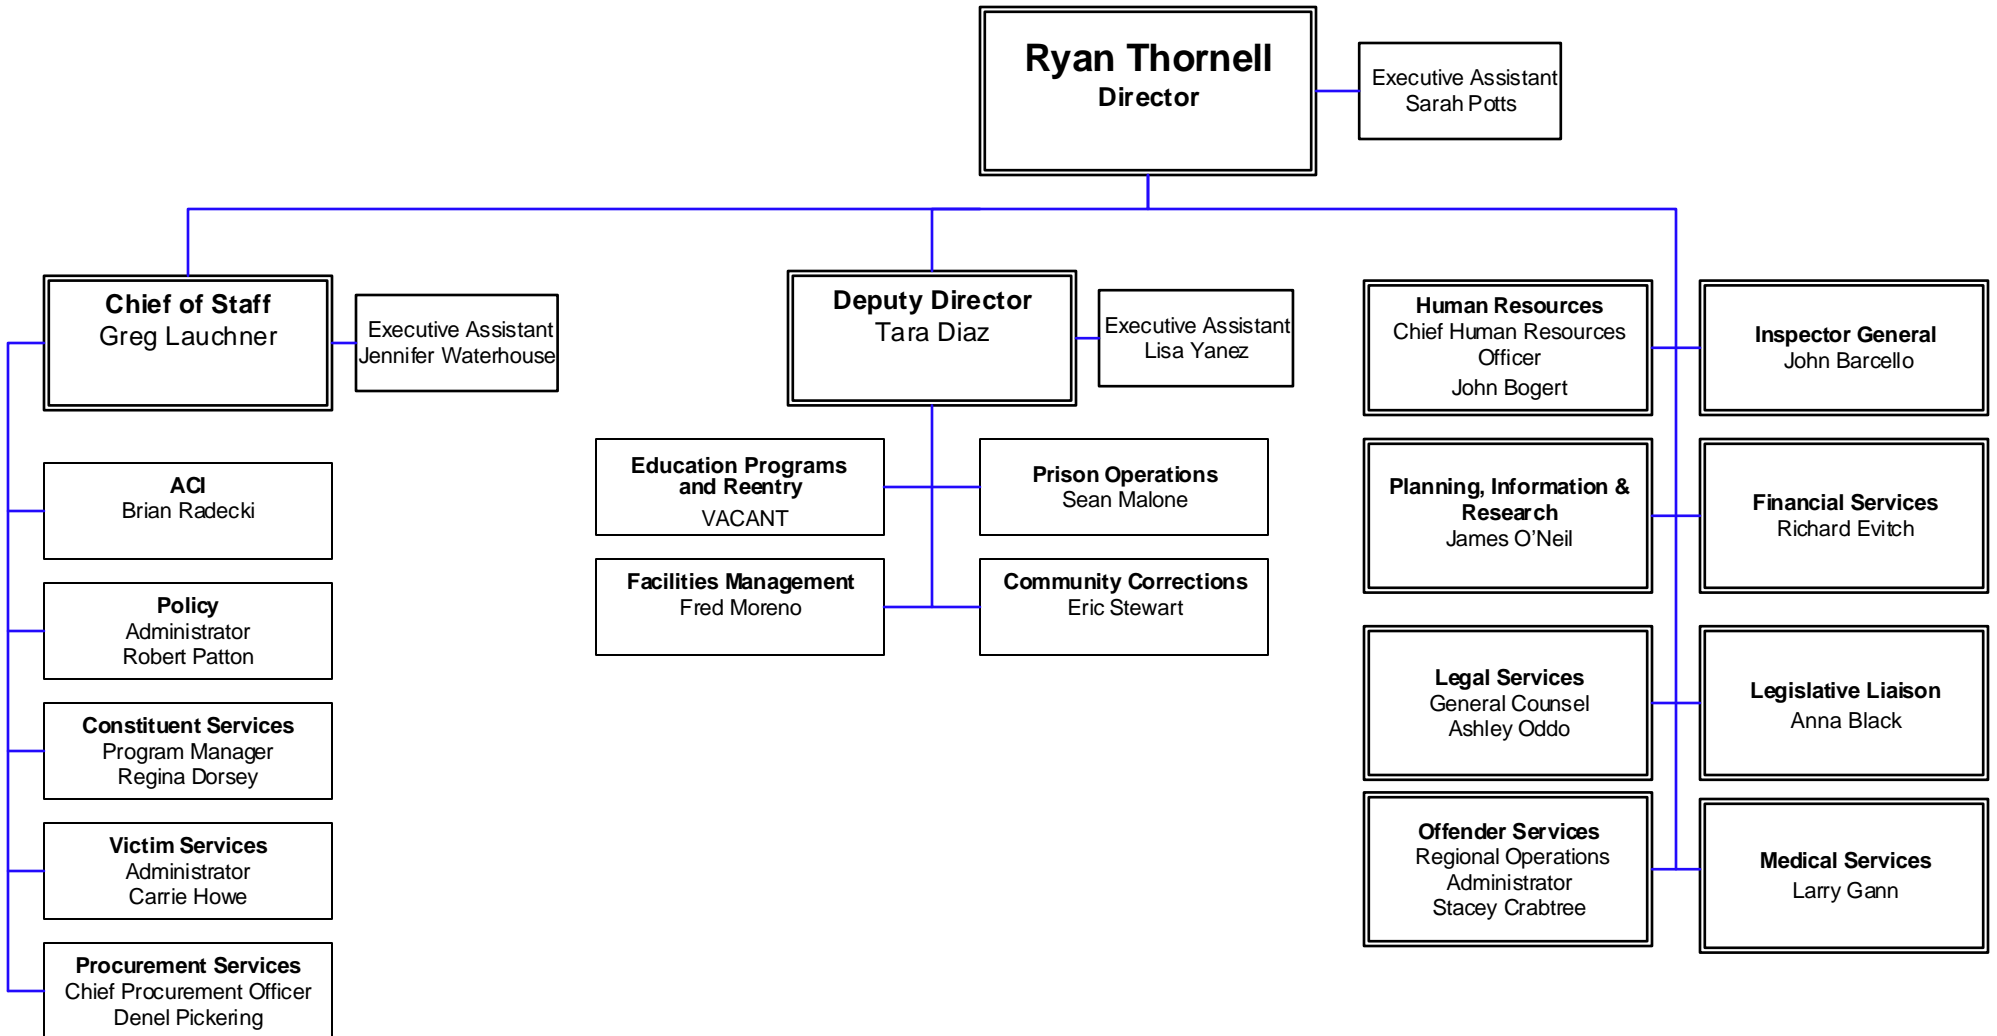 Ryan Thornell
Director
Executive Assistant
Sarah Potts
Chief of Staff
Greg Lauchner
Executive Assistant
Jennifer Waterhouse
Deputy Director
Tara Diaz
Executive Assistant
Lisa Yanez
Human Resources
Chief Human Resources
Officer
John Bogert
Inspector General
John Barcello
ACI
Brian Radecki
Policy
Administrator
Robert Patton
Constituent Services
Program Manager
Regina Dorsey
Victim Services
Administrator
Carrie Howe
Procurement Services
Chief Procurement Officer
Denel Pickering
Education Programs
and Reentry
VACANT
Prison Operations
Sean Malone
Facilities Management
Fred Moreno
Community Corrections
Eric Stewart
Planning, Information &
Research
James O’Neil
Financial Services
Richard Evitch
Legal Services
General Counsel
Ashley Oddo
Legislative Liaison
Anna Black
Offender Services
Regional Operations
Administrator
Stacey Crabtree
Medical Services
Larry Gann